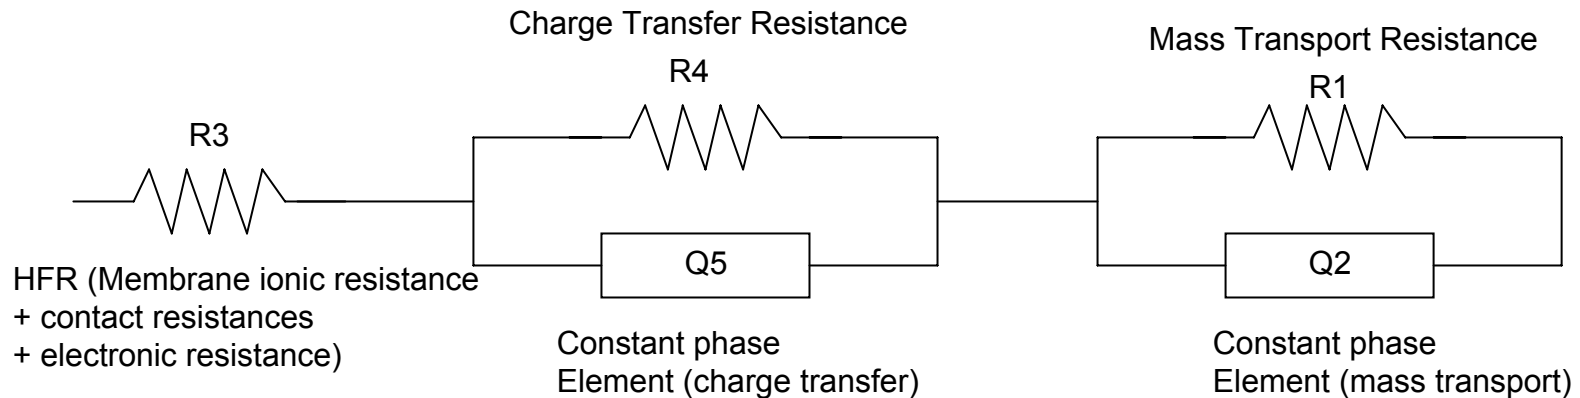 Charge Transfer Resistance
Mass Transport Resistance
R4
R1
R3
Q5
Q2
HFR (Membrane ionic resistance
+ contact resistances
+ electronic resistance)
Constant phase
Element (charge transfer)
Constant phase
Element (mass transport)